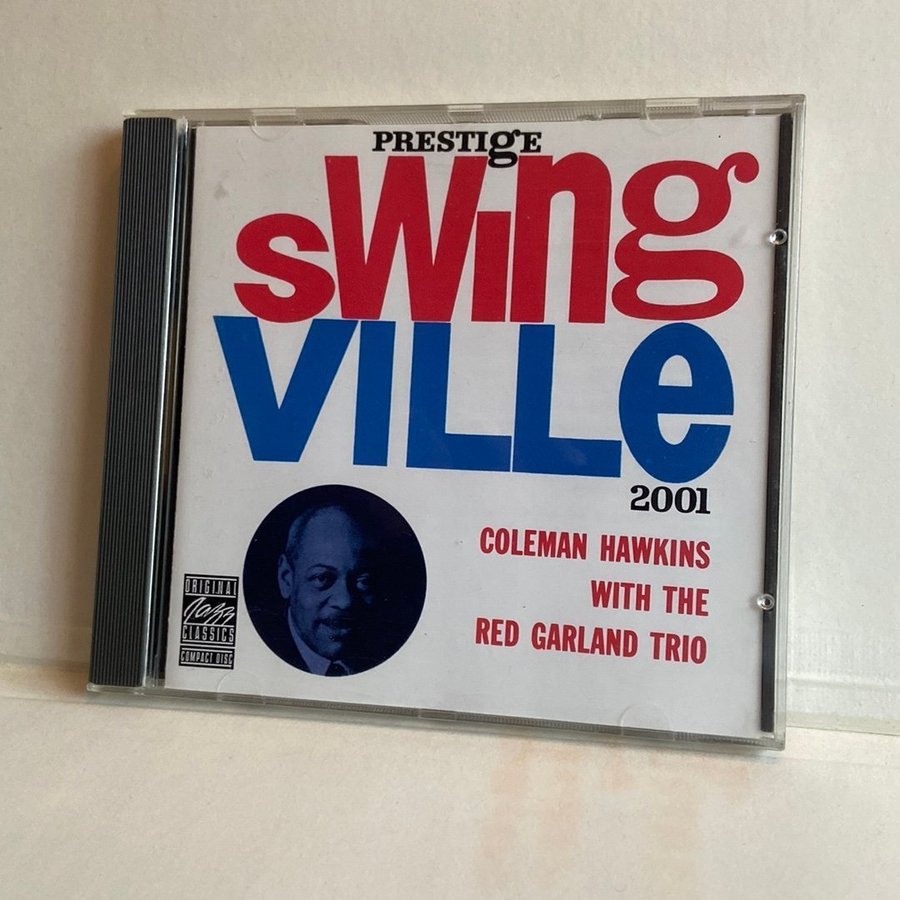 PRESTIgE
sWing
VILLe
2001
COLEMAN HAWKINS
WITH THE
RED GARLAND TRIO
ORIGINAL
Jazz
CLASSICS
COMPACT DISC